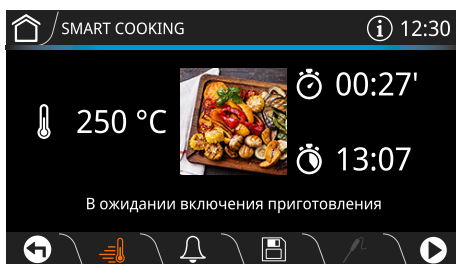 SMART COOKING
12:30
250 °C
00:27'
13:07
В ожидании включения приготовления